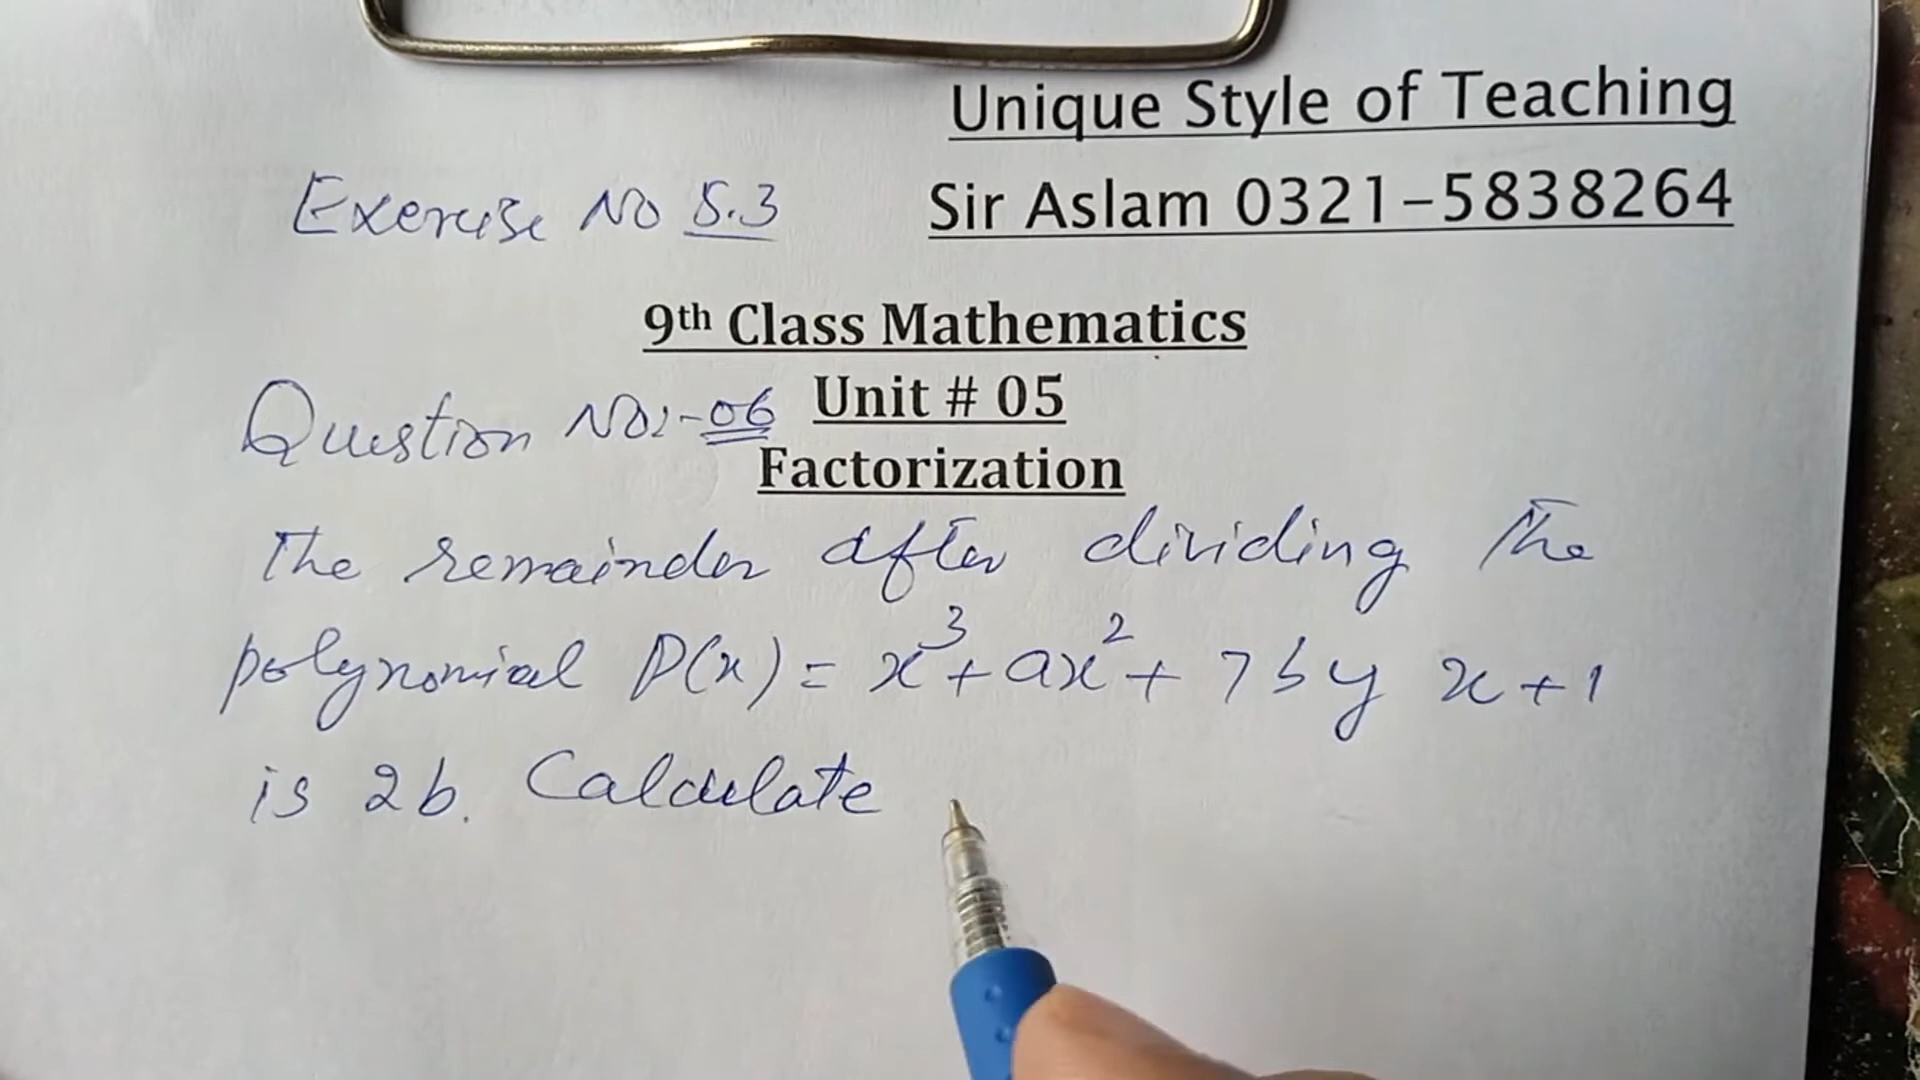 Unique Style of Teaching
Exercise No 5.3
Sir Aslam 0321-5838264
9th Class Mathematics
Question No:-06
Unit # 05
Factorization
The remainder after dividing the
polynomial P(x) = x³ + ax² + 7 by x + 1
is 2b. Calculate